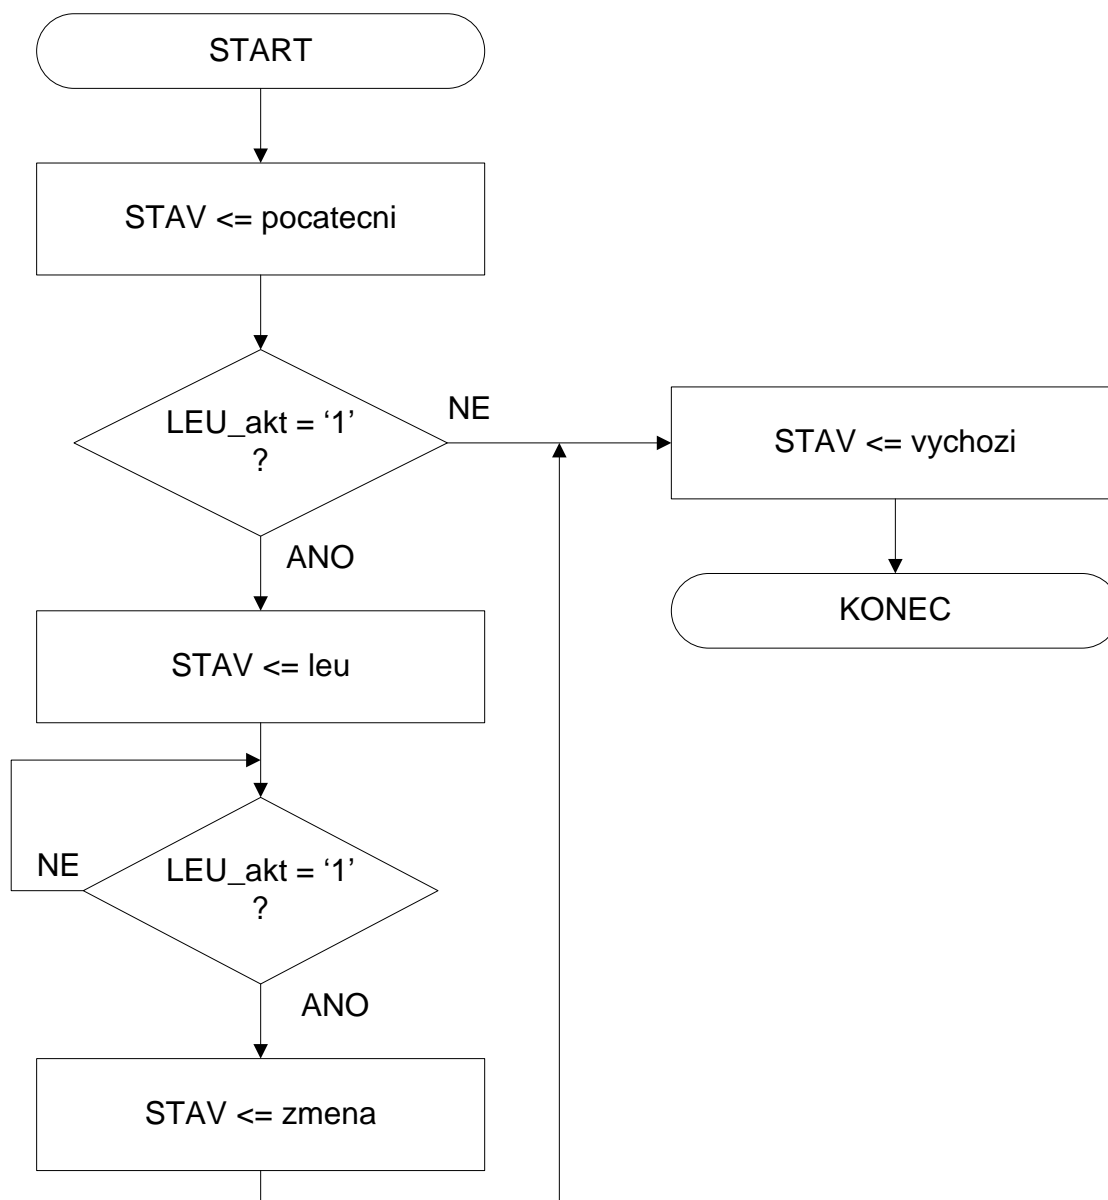 START
STAV <= pocatecni
LEU_akt = ‘1’
?
NE
STAV <= vychozi
ANO
KONEC
STAV <= leu
NE
LEU_akt = ‘1’
?
ANO
STAV <= zmena